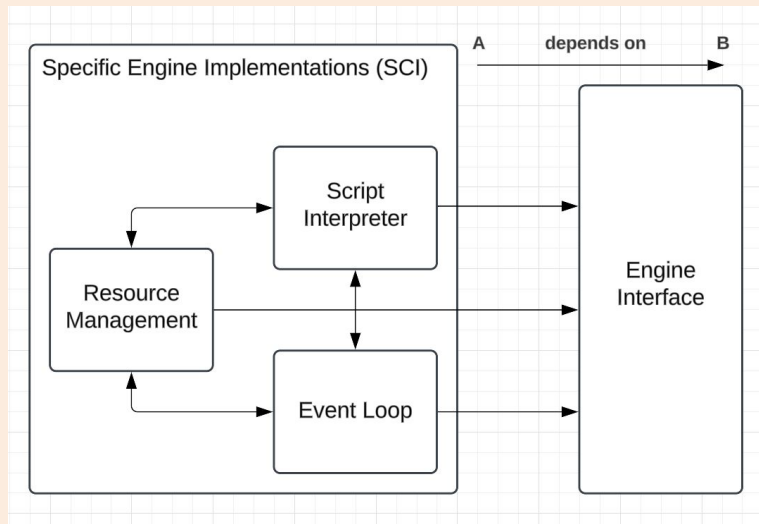 A depends on B
Specific Engine Implementations (SCI)
Script
Interpreter
Resource
Management
Engine
Interface
Event Loop